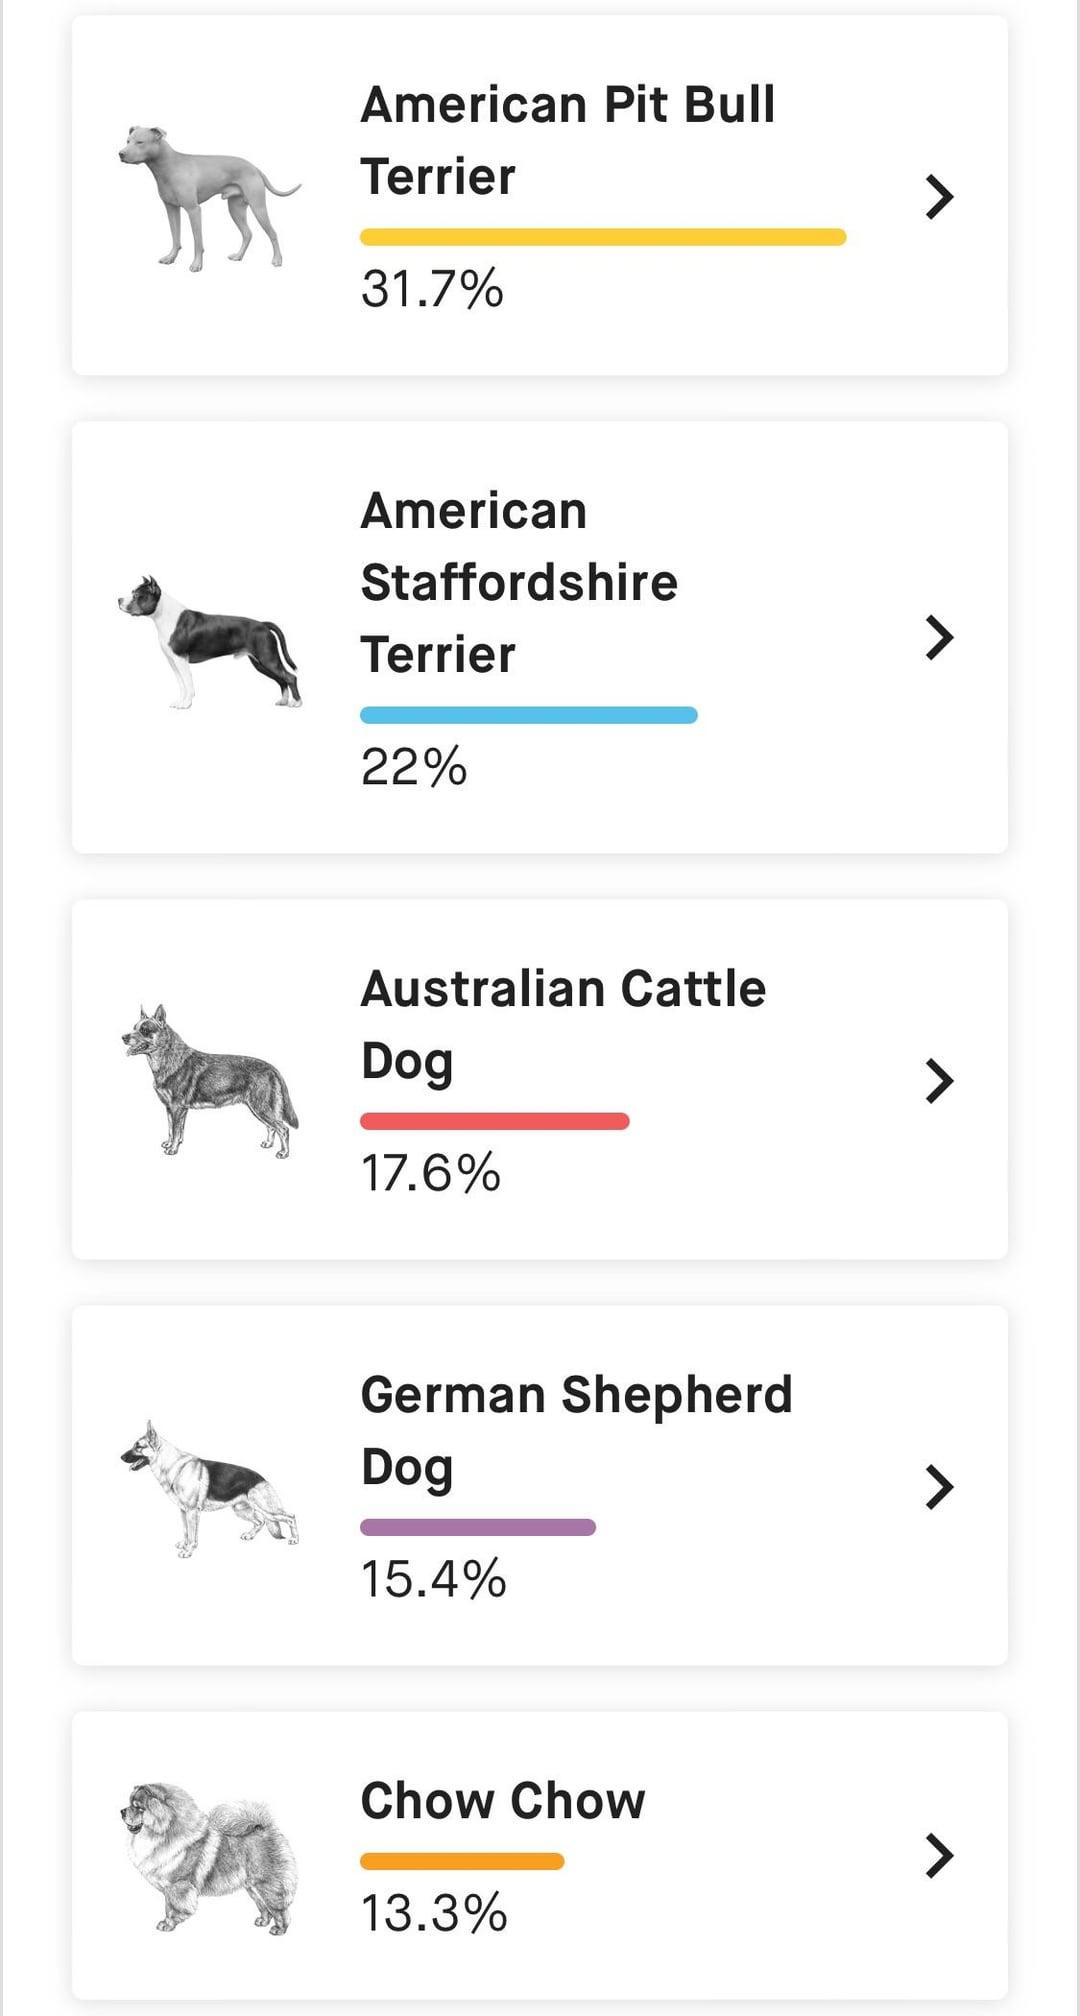 American Pit Bull
Terrier
31.7%
American
Staffordshire
Terrier
22%
Australian Cattle
Dog
17.6%
German Shepherd
Dog
15.4%
Chow Chow
13.3%